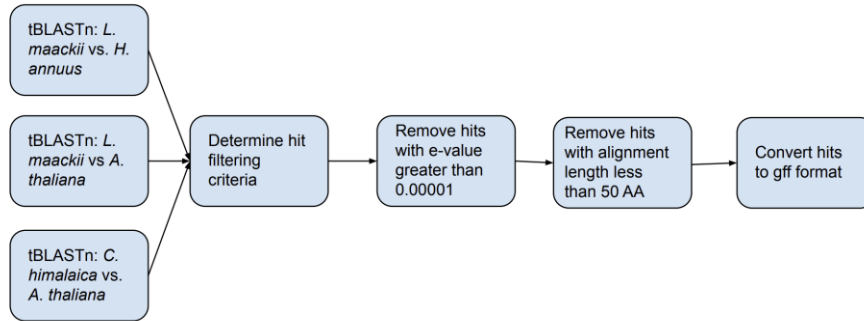 tBLASTn: L.
maackii vs. H.
annuus
tBLASTn: L.
maackii vs A.
thaliana
tBLASTn: C.
himalaica vs.
A. thaliana
Determine hit
filtering
criteria
Remove hits
with e-value
greater than
0.00001
Remove hits
with alignment
length less
than 50 AA
Convert hits
to gff format